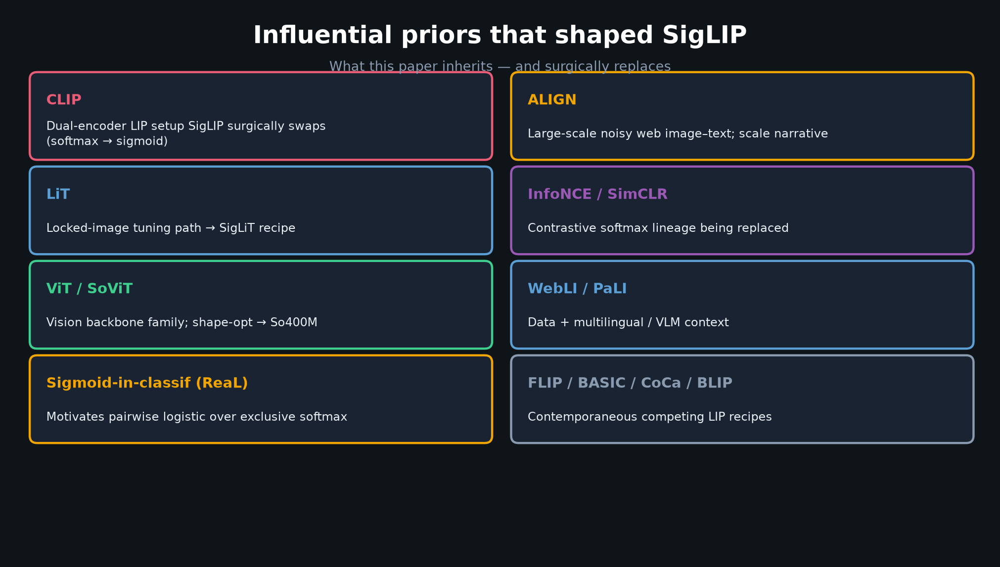 Influential priors that shaped SigLIP
What this paper inherits — and surgically replaces
CLIP
Dual-encoder LIP setup SigLIP surgically swaps
(softmax → sigmoid)
ALIGN
Large-scale noisy web image–text; scale narrative
LiT
Locked-image tuning path → SigLiT recipe
InfoNCE / SimCLR
Contrastive softmax lineage being replaced
ViT / SoViT
Vision backbone family; shape-opt → So400M
WebLI / PaLI
Data + multilingual / VLM context
Sigmoid-in-classif (ReaL)
Motivates pairwise logistic over exclusive softmax
FLIP / BASIC / CoCa / BLIP
Contemporaneous competing LIP recipes